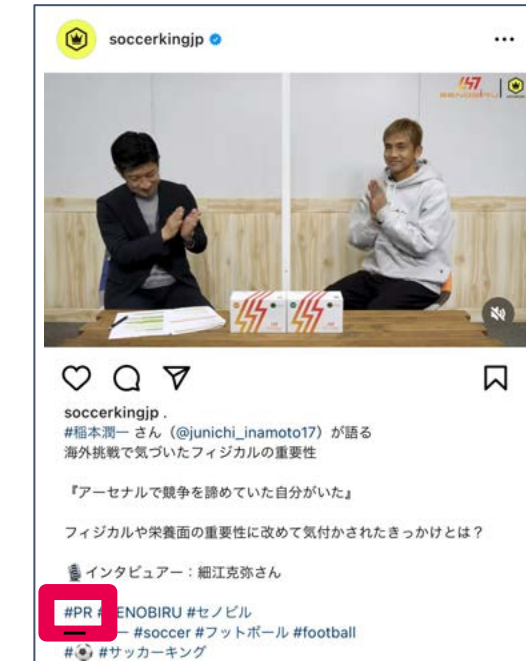 soccerkingjp
SENOBIRU
soccerkingjp .
#稲本潤一 さん（@junichi_inamoto17）が語る
海外挑戦で気づいたフィジカルの重要性
『アーセナルで競争を諦めていた自分がいた』
フィジカルや栄養面の重要性に改めて気付かされたきっかけとは？
🎙️インタビュアー：細江克弥さん
#PR # ENOBIRU #セノビル
ー #soccer #フットボール #football
#⚽ #サッカーキング